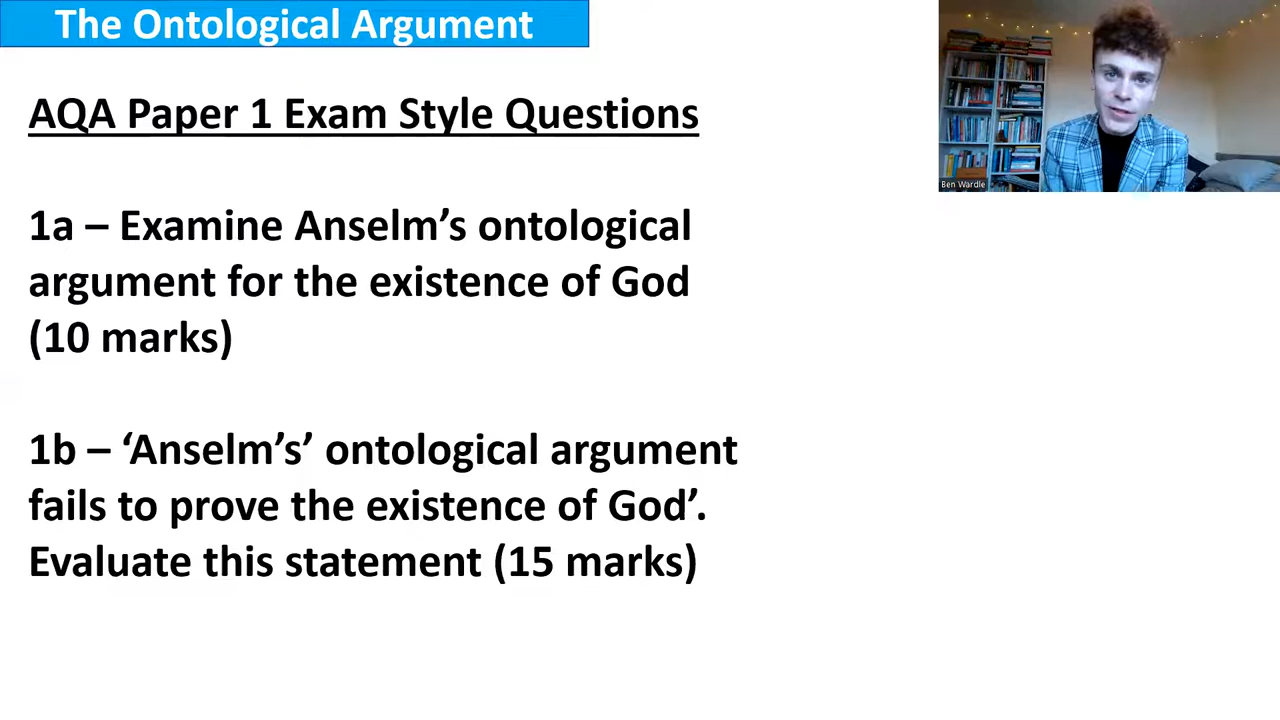 The Ontological Argument
AQA Paper 1 Exam Style Questions
1a – Examine Anselm’s ontological
argument for the existence of God
(10 marks)
1b – ‘Anselm’s’ ontological argument
fails to prove the existence of God’.
Evaluate this statement (15 marks)
Ben Wardle